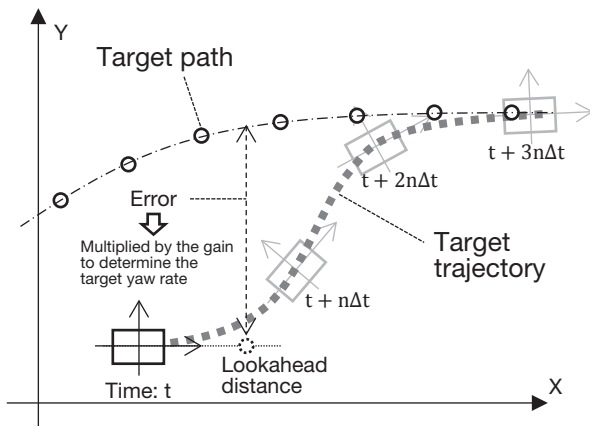 Y
Target path
t + 3nΔt
t + 2nΔt
Error
Multiplied by the gain
to determine the
target yaw rate
Target
trajectory
t + nΔt
Lookahead
distance
Time: t
X